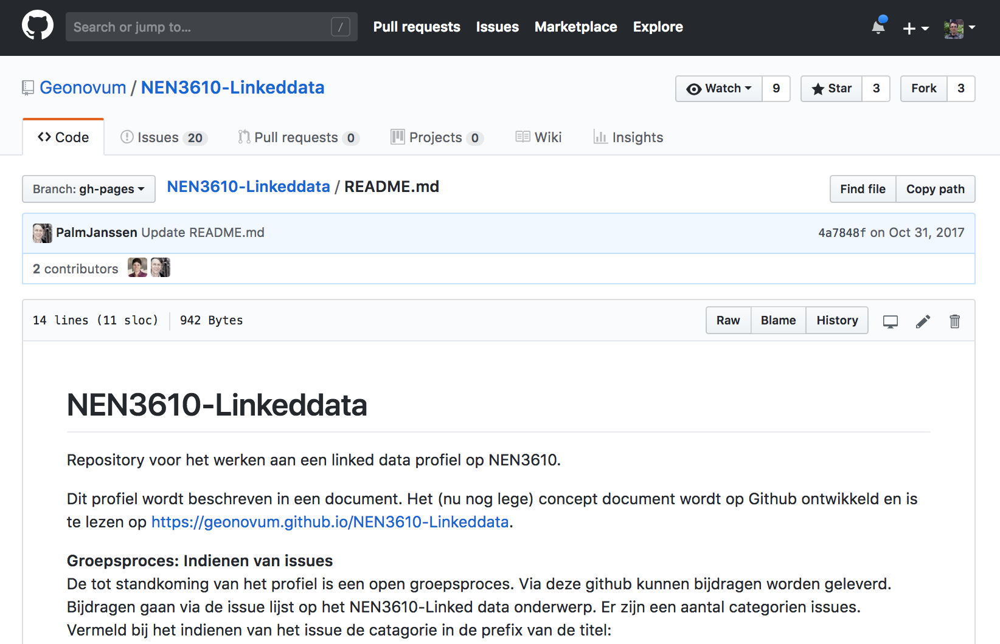 Search or jump to... /
Pull requests Issues Marketplace Explore
Geonovum / NEN3610-Linkeddata
Watch 9 Star 3 Fork 3
Code Issues 20 Pull requests 0 Projects 0 Wiki Insights
Branch: gh-pages NEN3610-Linkeddata / README.md Find file Copy path
PalmJanssen Update README.md 4a7848f on Oct 31, 2017
2 contributors
14 lines (11 sloc) 942 Bytes Raw Blame History
NEN3610-Linkeddata
Repository voor het werken aan een linked data profiel op NEN3610.
Dit profiel wordt beschreven in een document. Het (nu nog lege) concept document wordt op Github ontwikkeld en is
te lezen op https://geonovum.github.io/NEN3610-Linkeddata.
Groepsproces: Indienen van issues
De tot standkoming van het profiel is een open groepsproces. Via deze github kunnen bijdragen worden geleverd.
Bijdragen gaan via de issue lijst op het NEN3610-Linked data onderwerp. Er zijn een aantal categorien issues.
Vermeld bij het indienen van het issue de catagorie in de prefix van de titel: